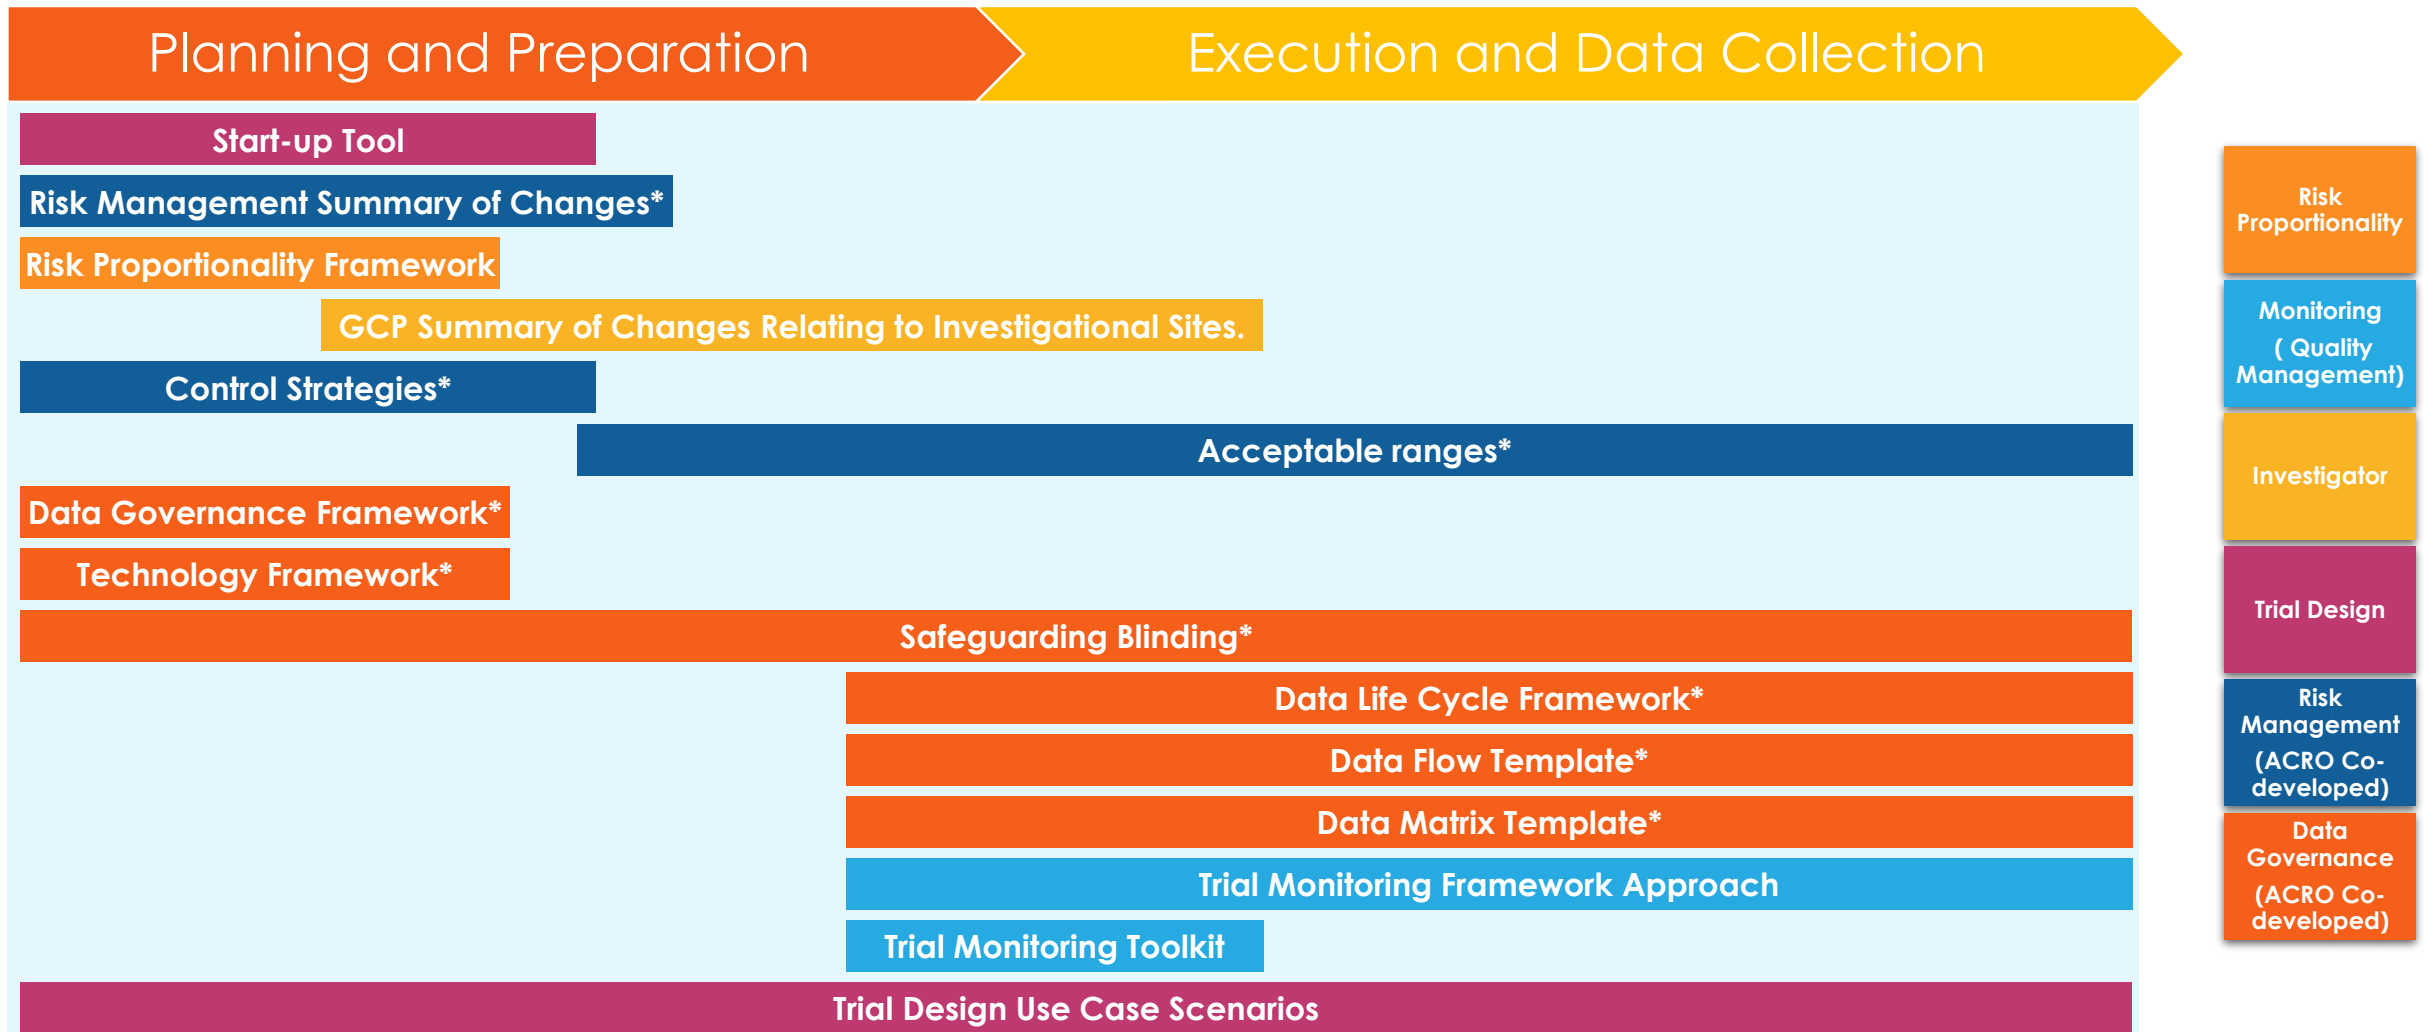 Planning and Preparation
Execution and Data Collection
Start-up Tool
Risk Management Summary of Changes*
Risk Proportionality Framework
GCP Summary of Changes Relating to Investigational Sites.
Control Strategies*
Acceptable ranges*
Data Governance Framework*
Technology Framework*
Safeguarding Blinding*
Data Life Cycle Framework*
Data Flow Template*
Data Matrix Template*
Trial Monitoring Framework Approach
Trial Monitoring Toolkit
Trial Design Use Case Scenarios
Risk
Proportionality
Monitoring
( Quality
Management)
Investigator
Trial Design
Risk
Management
(ACRO Co-
developed)
Data
Governance
(ACRO Co-
developed)